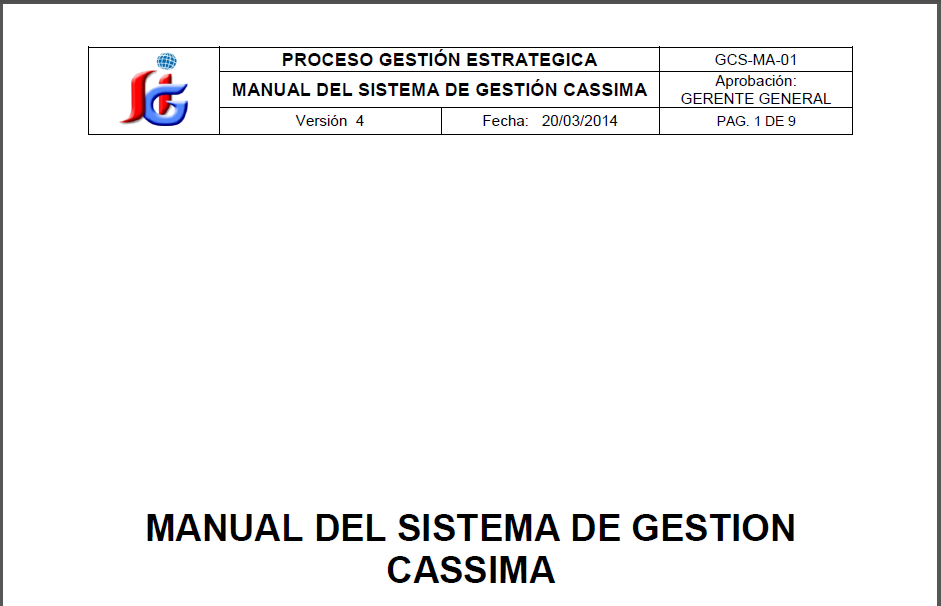 PROCESO GESTIÓN ESTRATEGICA
GCS-MA-01
MANUAL DEL SISTEMA DE GESTIÓN CASSIMA
Aprobación:
GERENTE GENERAL
Versión 4
Fecha: 20/03/2014
PAG. 1 DE 9
MANUAL DEL SISTEMA DE GESTION
CASSIMA